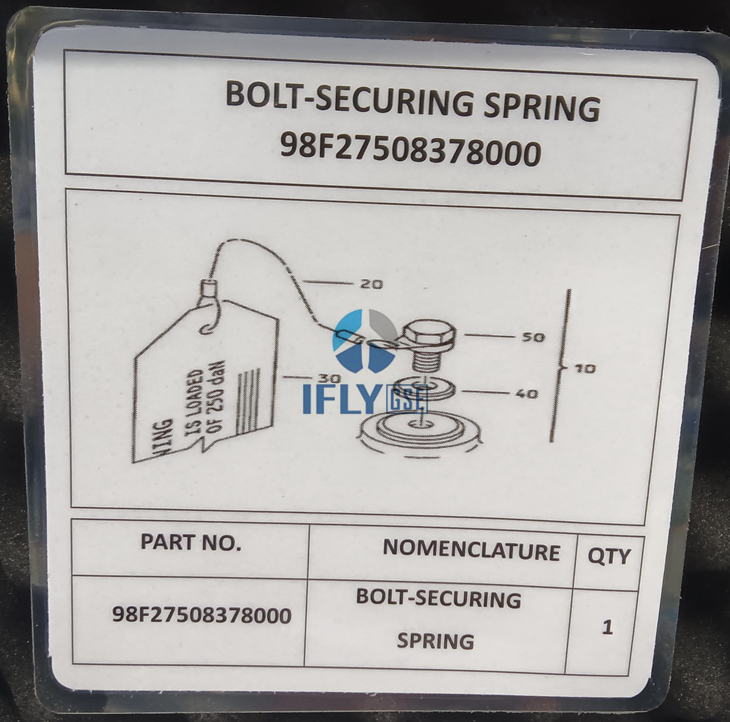 BOLT-SECURING SPRING
98F27508378000
20
50
30
10
40
WING
IS LOADED
OF 250 daN
IFLY GSE
PART NO.
NOMENCLATURE
QTY
98F27508378000
BOLT-SECURING
SPRING
1